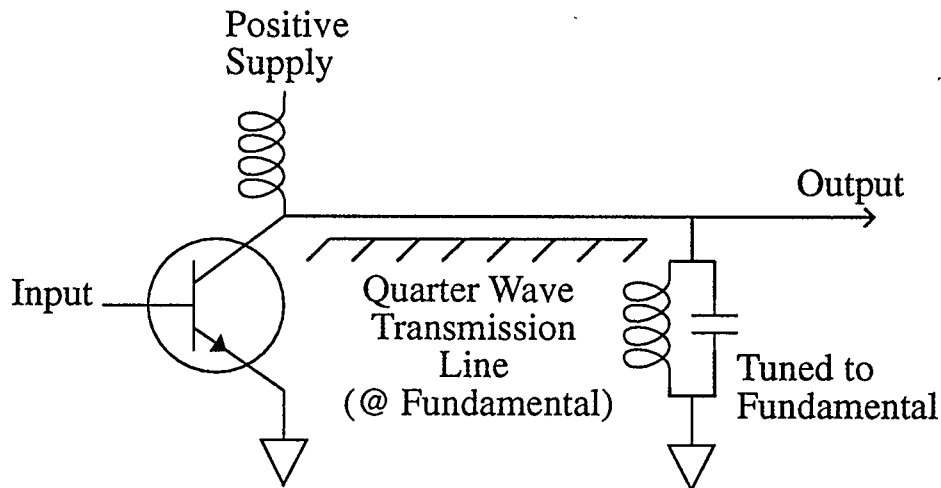 Positive
Supply
Output
Input
Quarter Wave
Transmission
Line
(@ Fundamental)
Tuned to
Fundamental